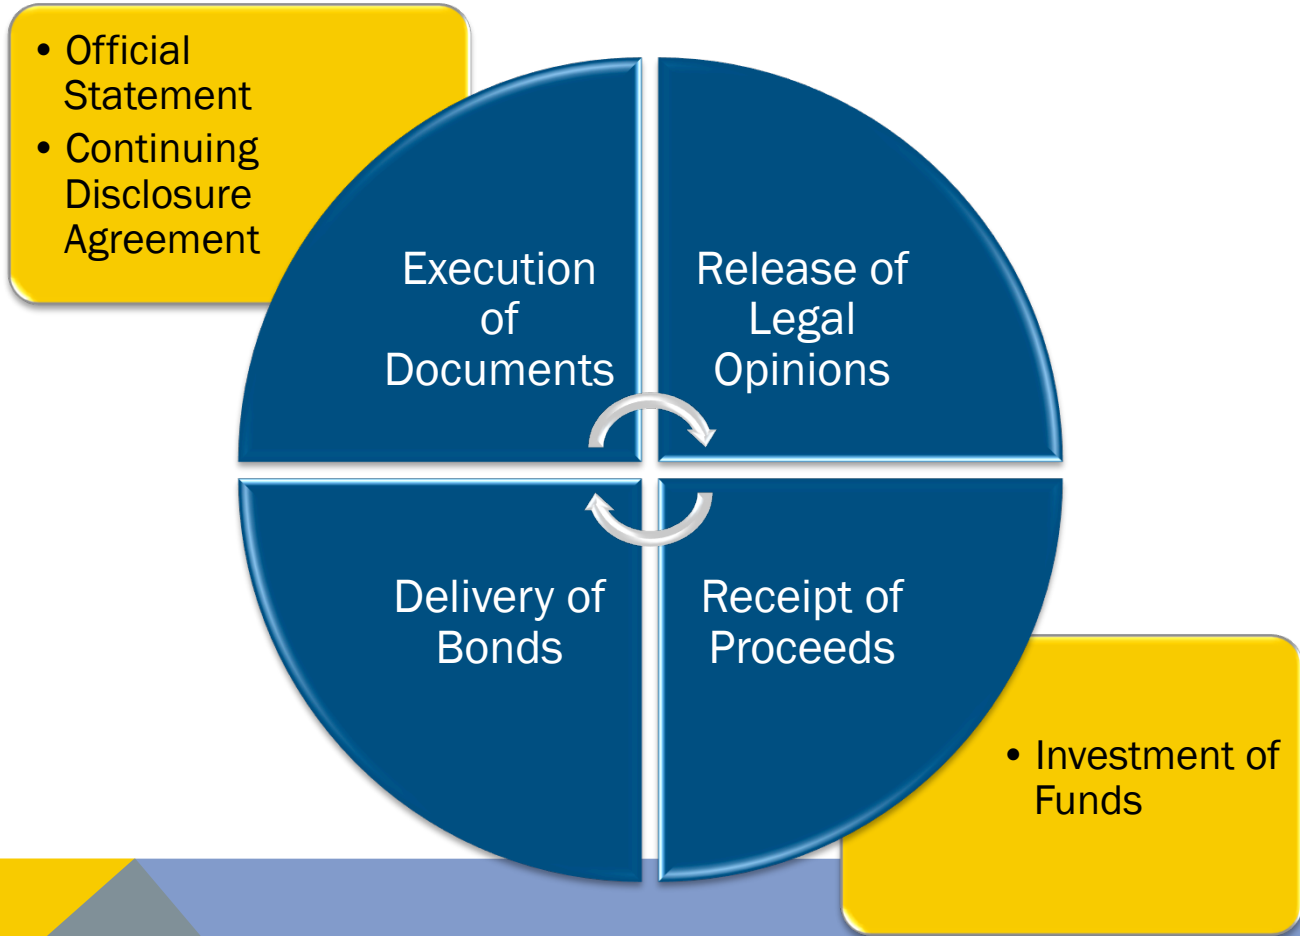 • Official
Statement
• Continuing
Disclosure
Agreement
Execution
of
Documents
Release of
Legal
Opinions
Delivery of
Bonds
Receipt of
Proceeds
• Investment of
Funds